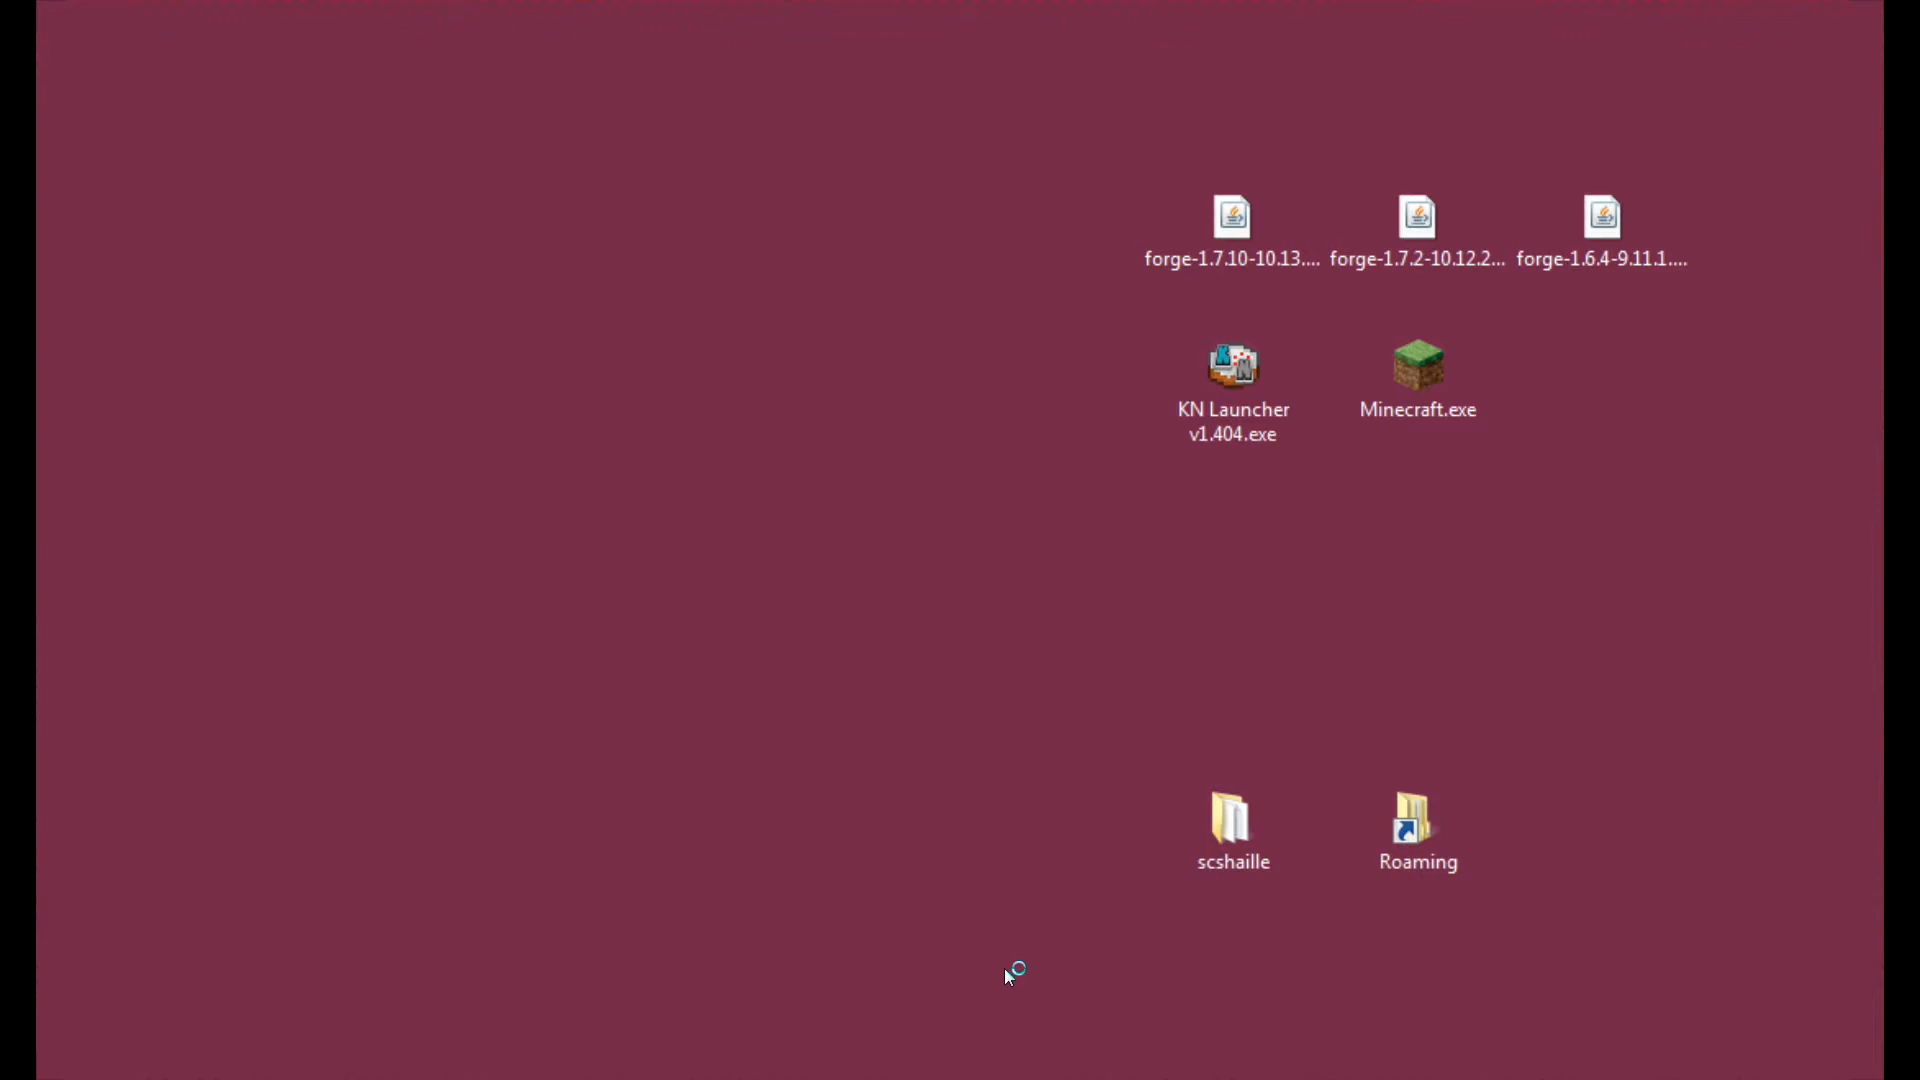 forge-1.7.10-10.13.... forge-1.7.2-10.12.2... forge-1.6.4-9.11.1....
KN Launcher
v1.404.exe
Minecraft.exe
scshaille
Roaming